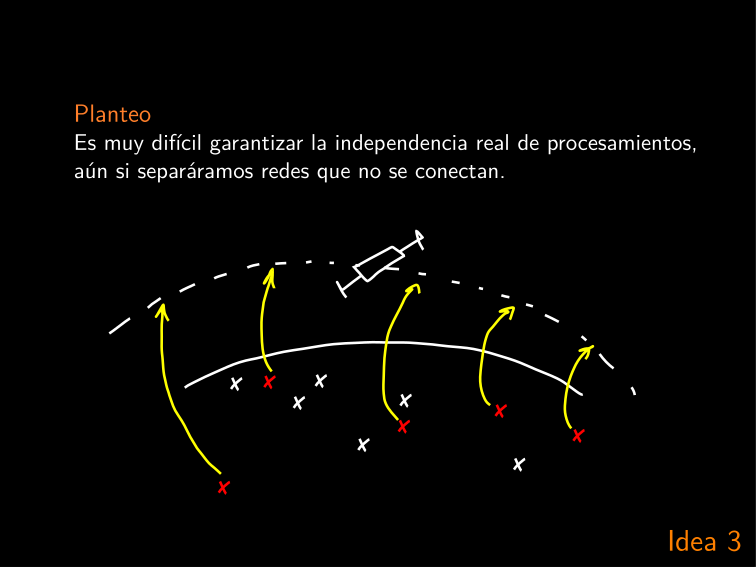 Planteo
Es muy difícil garantizar la independencia real de procesamientos,
aún si separáramos redes que no se conectan.
Idea 3